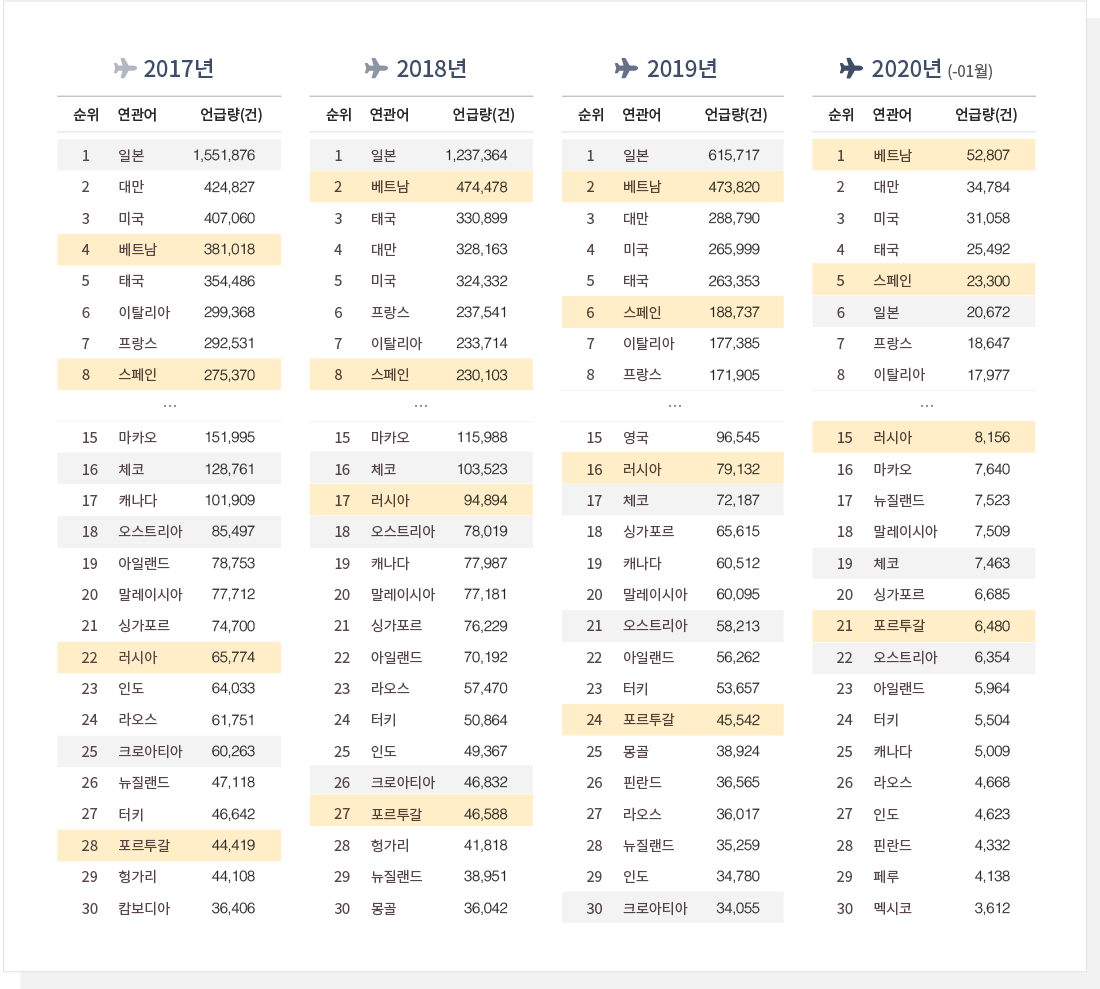 2017년 2018년 2019년 2020년 (-01월)
순위 연관어 언급량(건) 순위 연관어 언급량(건) 순위 연관어 언급량(건) 순위 연관어 언급량(건)
1 일본 1,551,876 1 일본 1,237,364 1 일본 615,717 1 베트남 52,807
2 대만 424,827 2 베트남 474,478 2 베트남 473,820 2 대만 34,784
3 미국 407,060 3 태국 330,899 3 대만 288,790 3 미국 31,058
4 베트남 381,018 4 대만 328,163 4 미국 265,999 4 태국 25,492
5 태국 354,486 5 미국 324,332 5 태국 263,353 5 스페인 23,300
6 이탈리아 299,368 6 프랑스 237,541 6 스페인 188,737 6 일본 20,672
7 프랑스 292,531 7 이탈리아 233,714 7 이탈리아 177,385 7 프랑스 18,647
8 스페인 275,370 8 스페인 230,103 8 프랑스 171,905 8 이탈리아 17,977
… … … …
15 마카오 151,995 15 마카오 115,988 15 영국 96,545 15 러시아 8,156
16 체코 128,761 16 체코 103,523 16 러시아 79,132 16 마카오 7,640
17 캐나다 101,909 17 러시아 94,894 17 체코 72,187 17 뉴질랜드 7,523
18 오스트리아 85,497 18 오스트리아 78,019 18 싱가포르 65,615 18 말레이시아 7,509
19 아일랜드 78,753 19 캐나다 77,987 19 캐나다 60,512 19 체코 7,463
20 말레이시아 77,712 20 말레이시아 77,181 20 말레이시아 60,095 20 싱가포르 6,685
21 싱가포르 74,700 21 싱가포르 76,229 21 오스트리아 58,213 21 포르투갈 6,480
22 러시아 65,774 22 아일랜드 70,192 22 아일랜드 56,262 22 오스트리아 6,354
23 인도 64,033 23 라오스 57,470 23 터키 53,657 23 아일랜드 5,964
24 라오스 61,751 24 터키 50,864 24 포르투갈 45,542 24 터키 5,504
25 크로아티아 60,263 25 인도 49,367 25 몽골 38,924 25 캐나다 5,009
26 뉴질랜드 47,118 26 크로아티아 46,832 26 핀란드 36,565 26 라오스 4,668
27 터키 46,642 27 포르투갈 46,588 27 라오스 36,017 27 인도 4,623
28 포르투갈 44,419 28 헝가리 41,818 28 뉴질랜드 35,259 28 핀란드 4,332
29 헝가리 44,108 29 뉴질랜드 38,951 29 인도 34,780 29 페루 4,138
30 캄보디아 36,406 30 몽골 36,042 30 크로아티아 34,055 30 멕시코 3,612